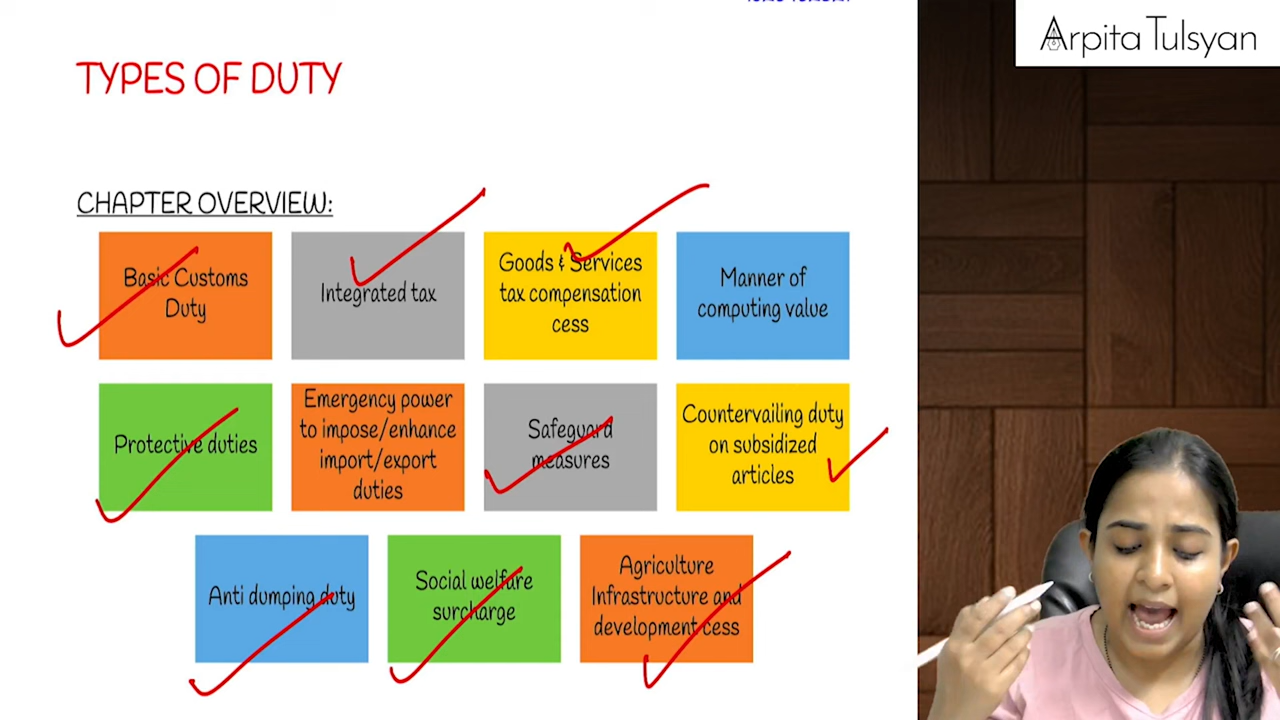 Arpita Tulsyan
TYPES OF DUTY
CHAPTER OVERVIEW:
Basic Customs
Duty
Integrated tax
Goods & Services
tax compensation
cess
Manner of
computing value
Protective duties
Emergency power
to impose/enhance
import/export
duties
Safeguard
measures
Countervailing duty
on subsidized
articles
Anti dumping duty
Social welfare
surcharge
Agriculture
Infrastructure and
development cess